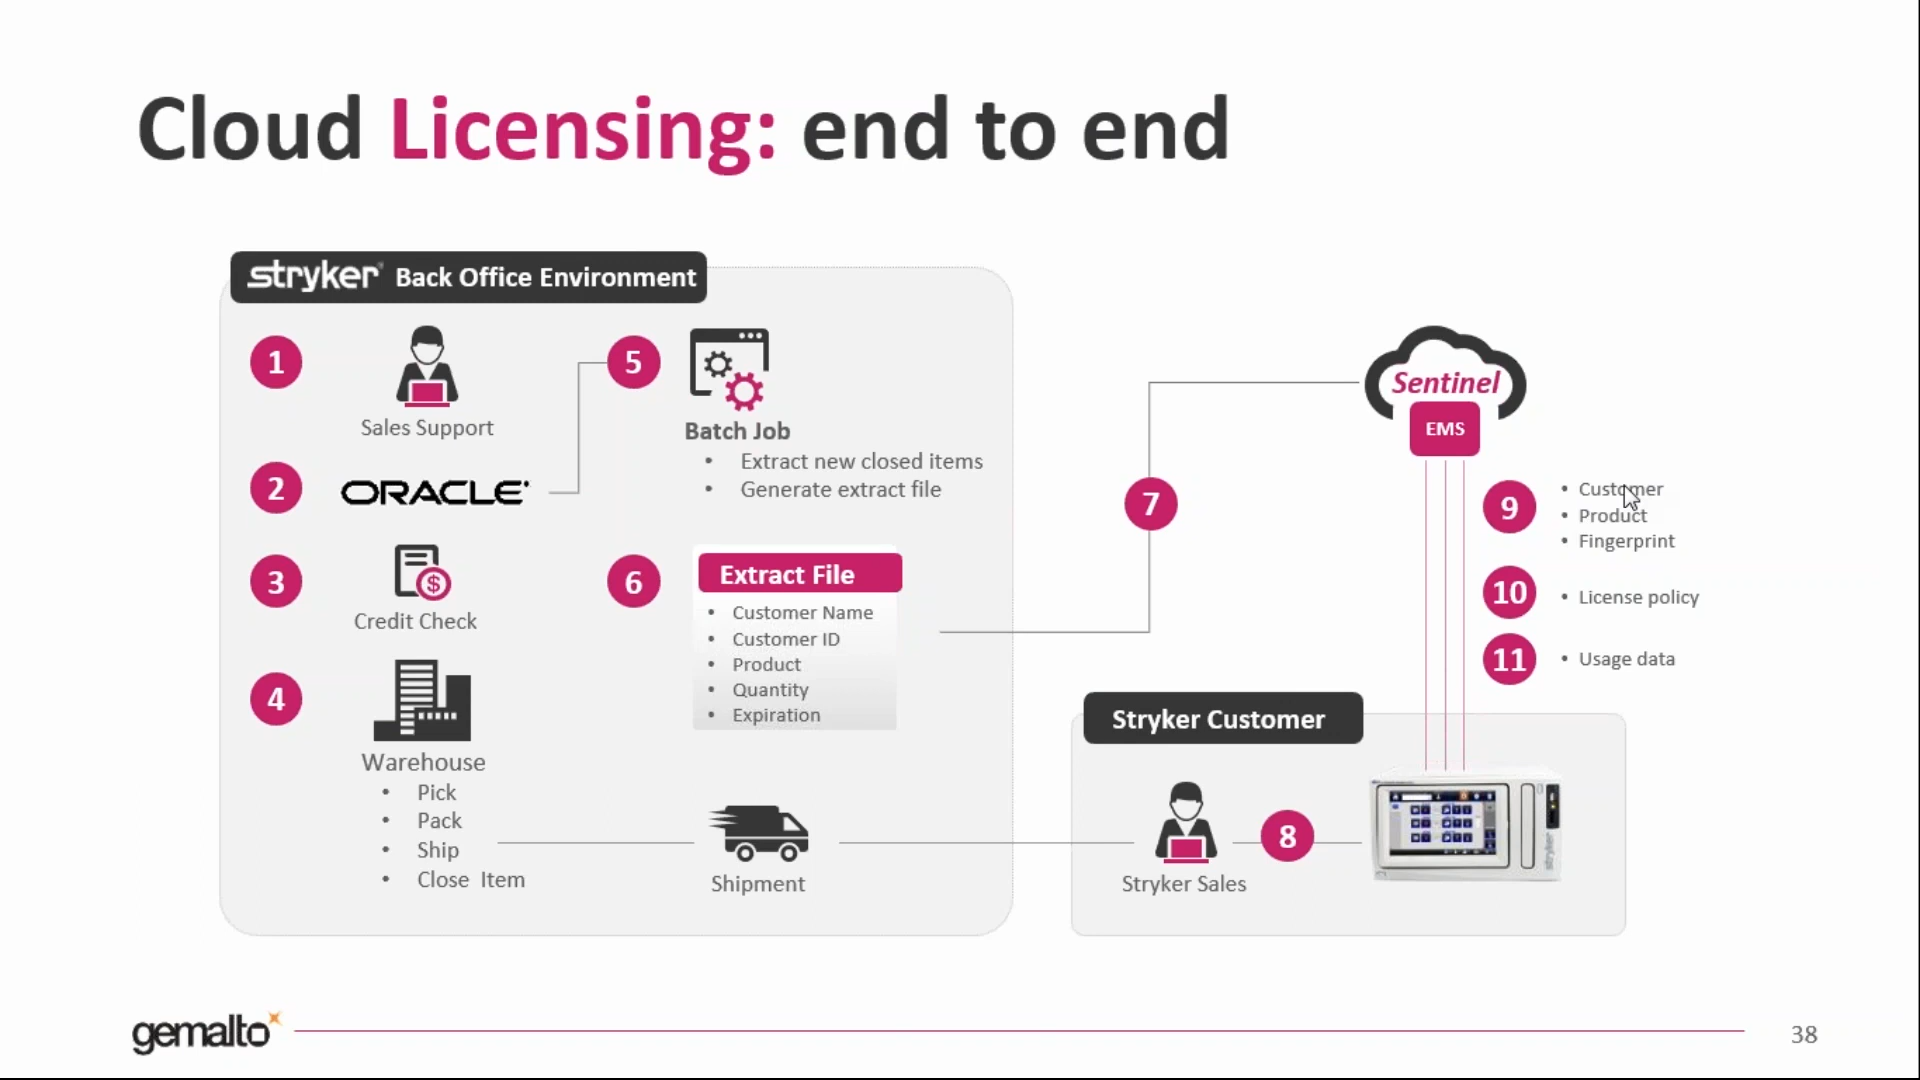 Cloud Licensing: end to end
stryker® Back Office Environment
1
Sales Support
2
ORACLE
3
Credit Check
4
Warehouse
• Pick
• Pack
• Ship
• Close Item
5
Batch Job
• Extract new closed items
• Generate extract file
6
Extract File
• Customer Name
• Customer ID
• Product
• Quantity
• Expiration
Shipment
7
Sentinel
EMS
9
• Customer
• Product
• Fingerprint
10
• License policy
11
• Usage data
Stryker Customer
Stryker Sales
8
stryker
gemalto
38